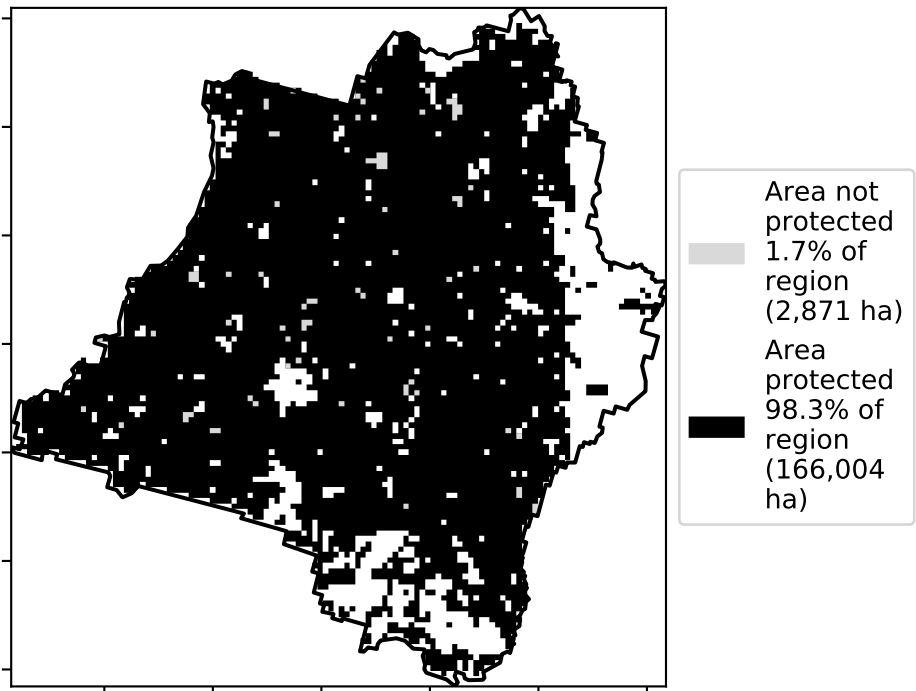 Area not
protected
1.7% of
region
(2,871 ha)
Area
protected
98.3% of
region
(166,004
ha)